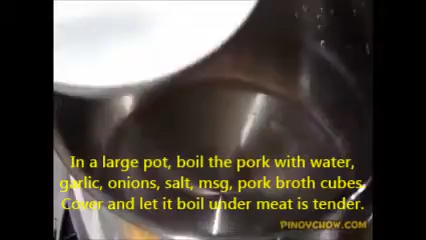 In a large pot, boil the pork with water,
garlic, onions, salt, msg, pork broth cubes.
Cover and let it boil under meat is tender.
PINOYCHOW.COM